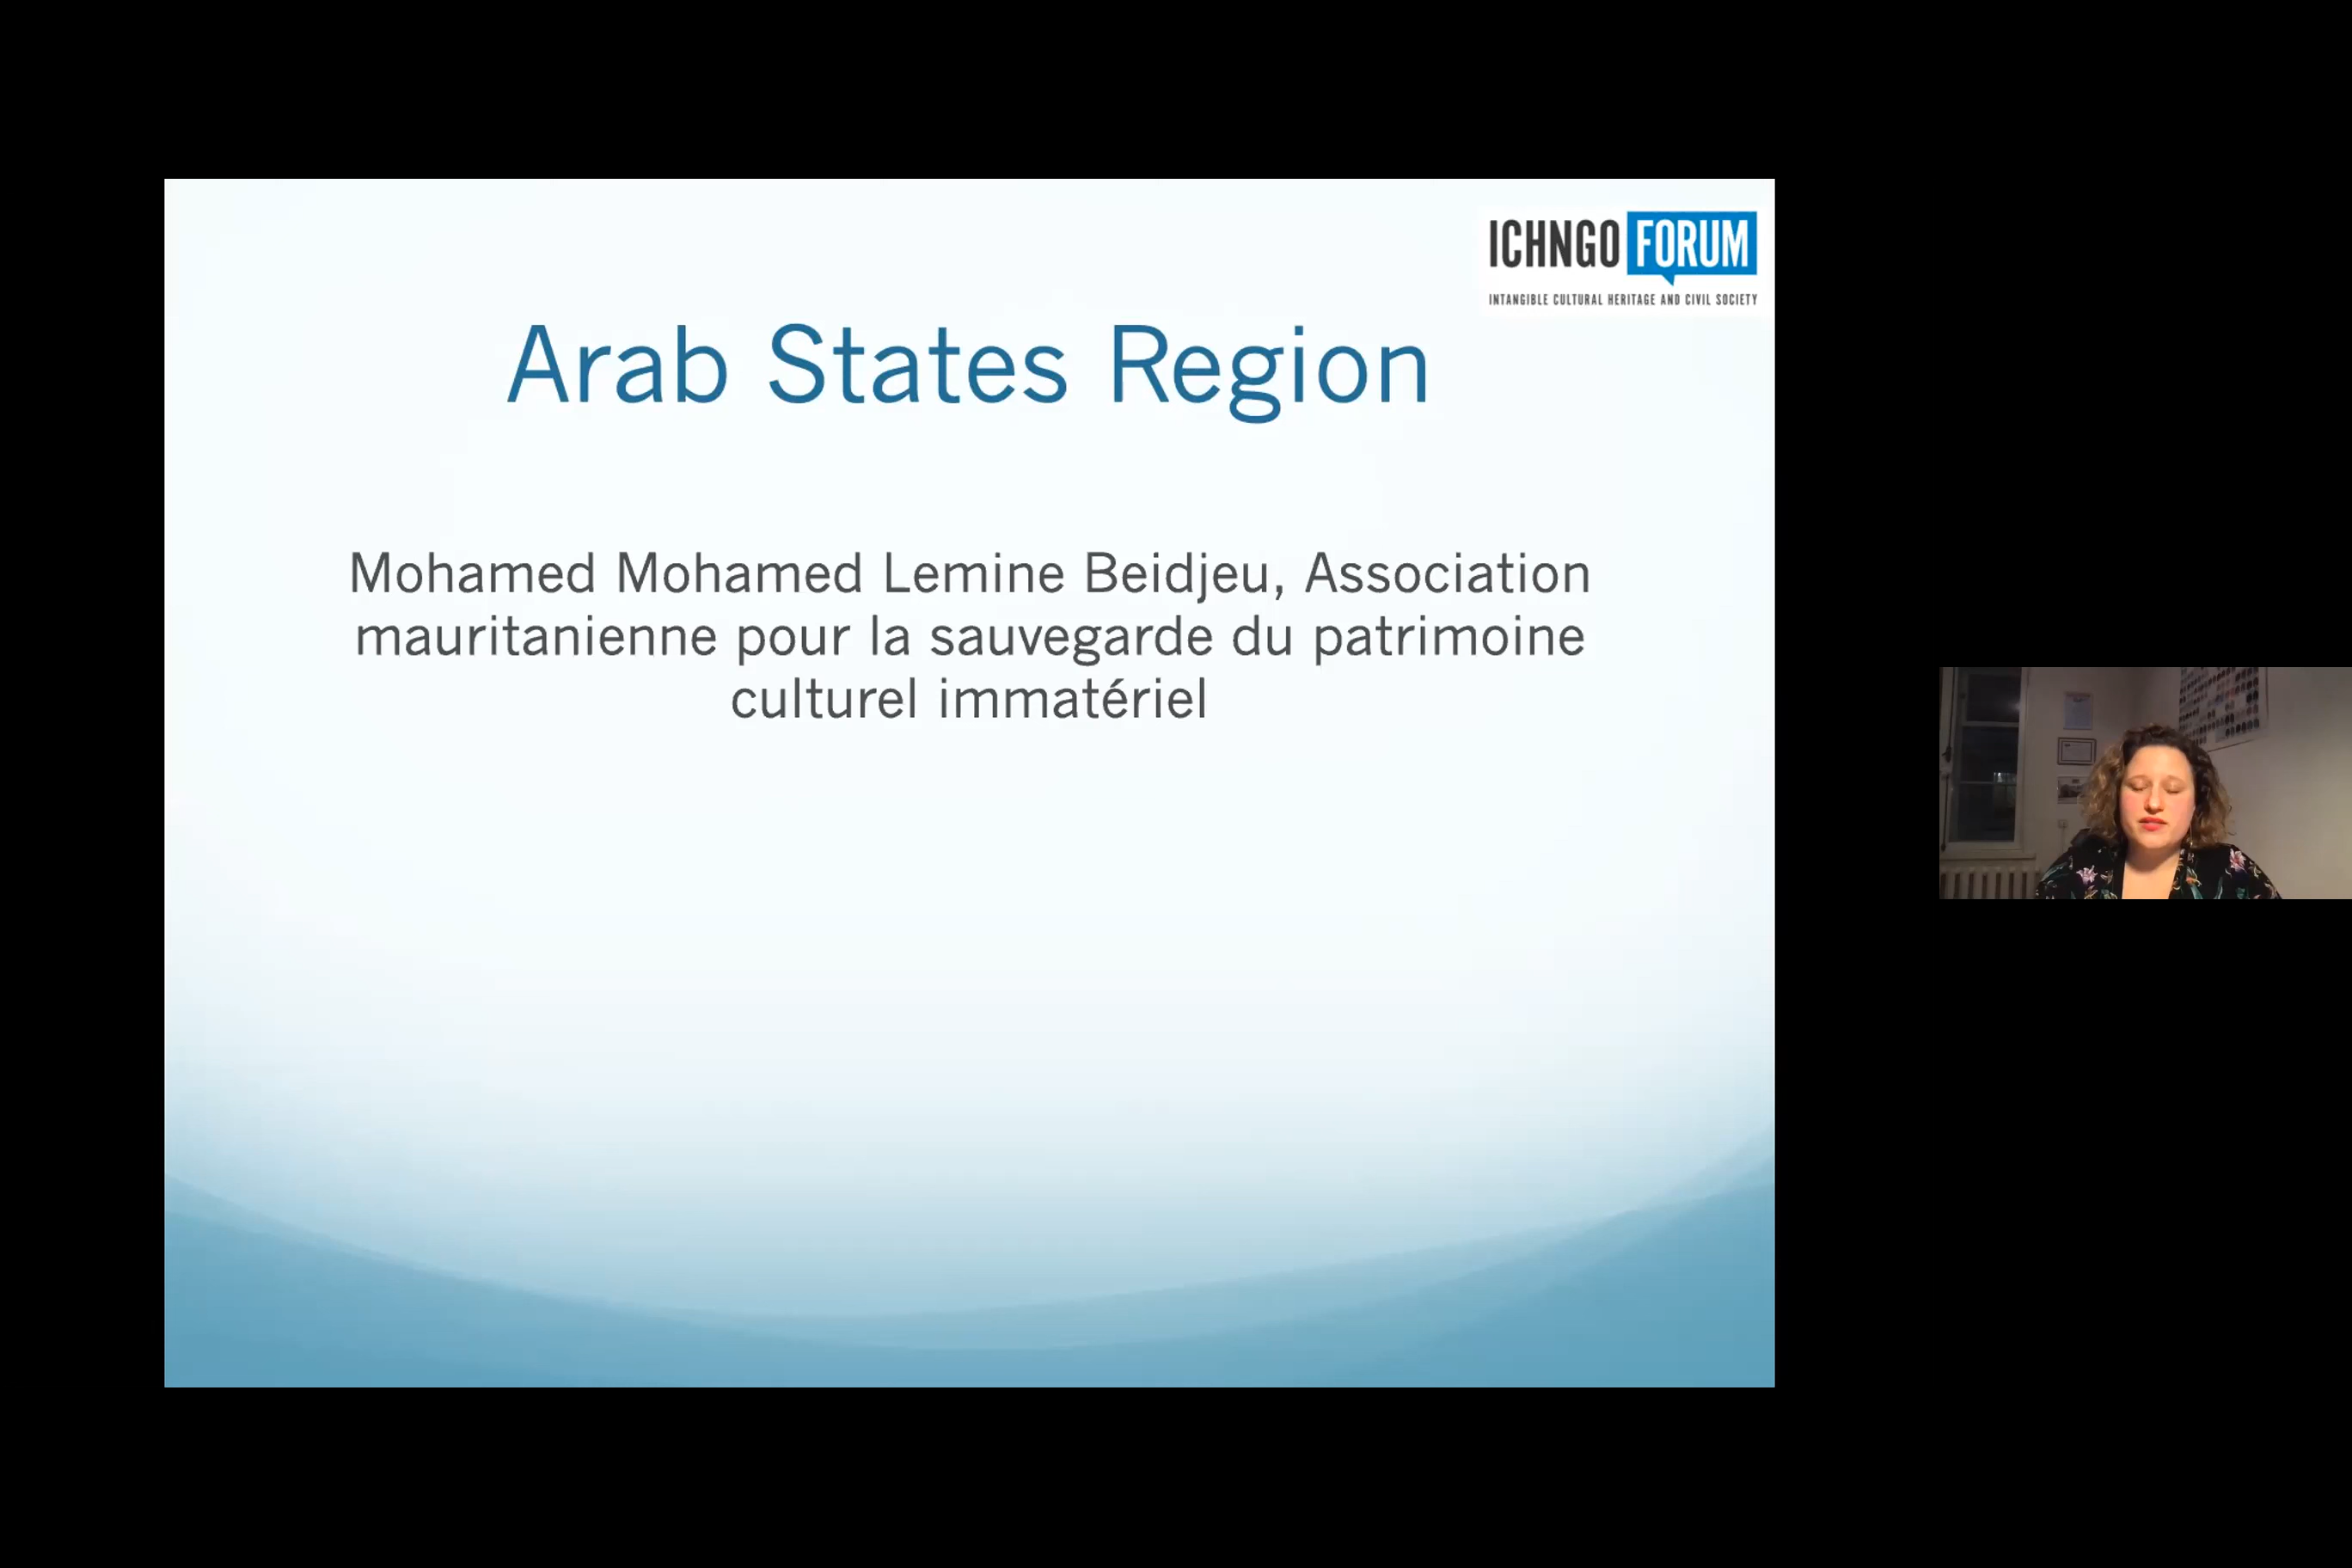 ICHNGO FORUM
INTANGIBLE CULTURAL HERITAGE AND CIVIL SOCIETY
Arab States Region
Mohamed Mohamed Lemine Beidjeu, Association
mauritanienne pour la sauvegarde du patrimoine
culturel immatériel